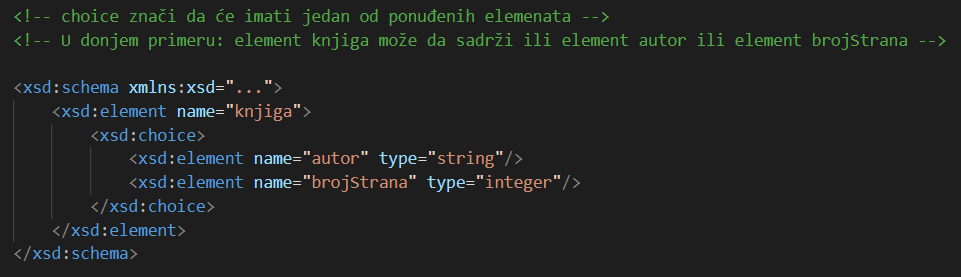 <!-- choice znači da će imati jedan od ponuđenih elemenata -->
<!-- U donjem primeru: element knjiga može da sadrži ili element autor ili element brojStrana -->

<xsd:schema xmlns:xsd="...">
    <xsd:element name="knjiga">
        <xsd:choice>
            <xsd:element name="autor" type="string"/>
            <xsd:element name="brojStrana" type="integer"/>
        </xsd:choice>
    </xsd:element>
</xsd:schema>